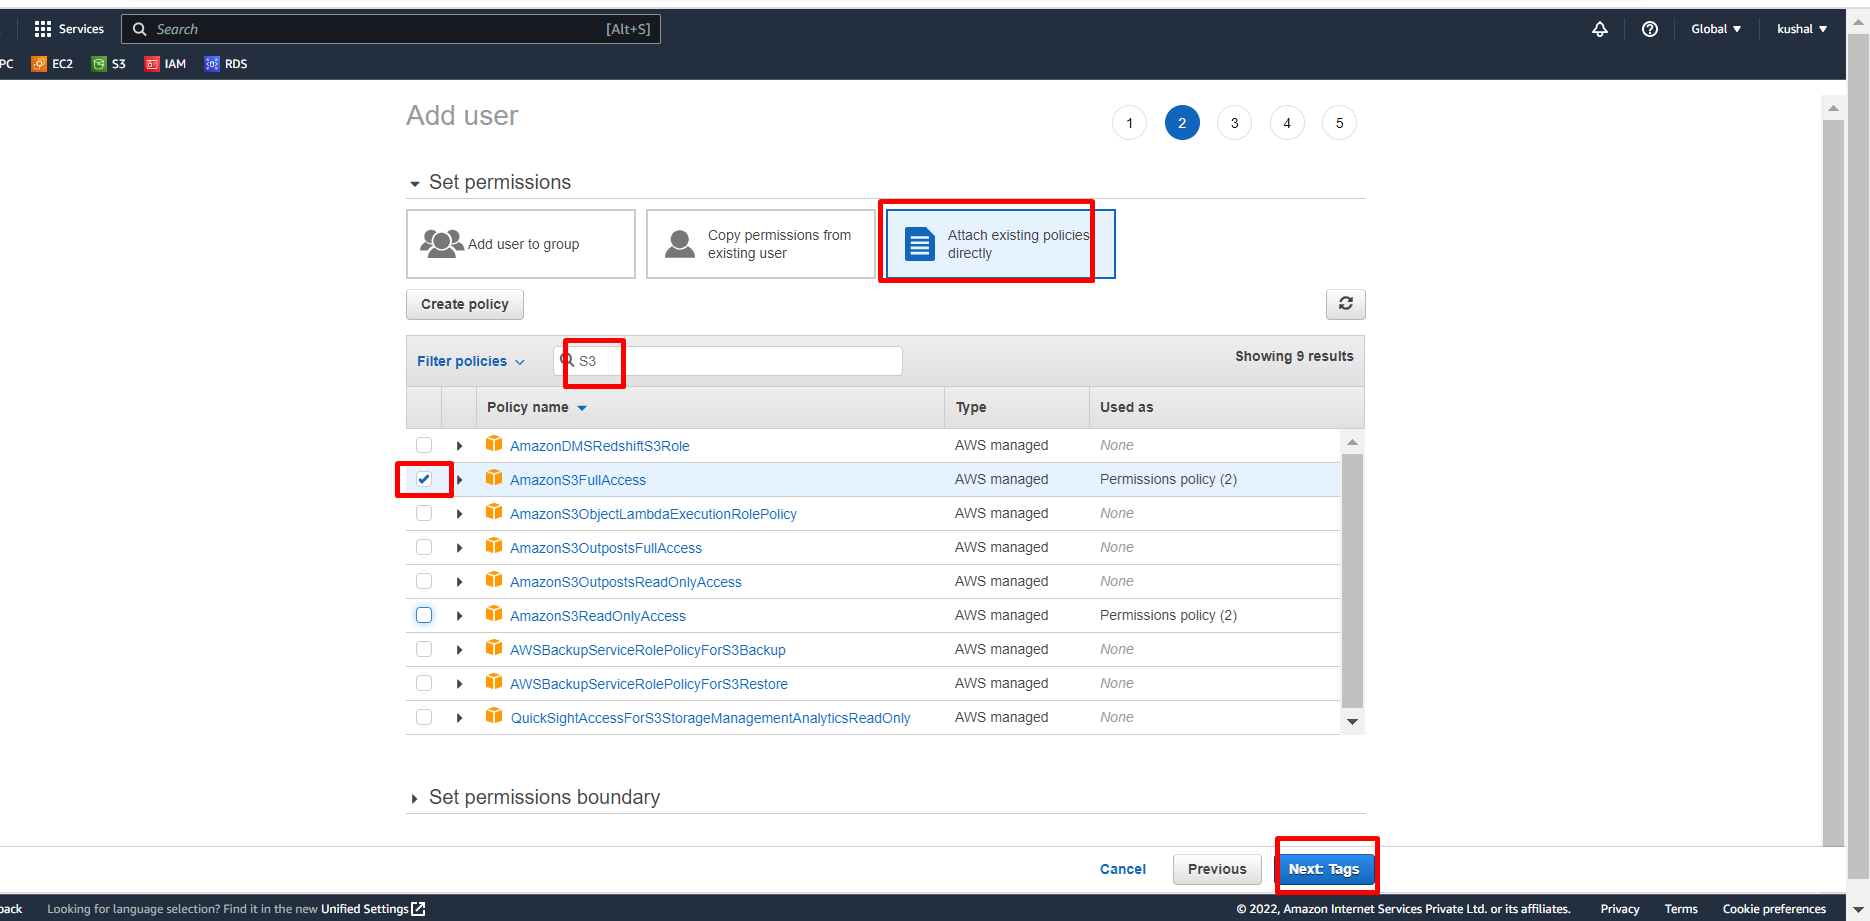 Services Search [Alt+S] Global kushal
PC EC2 S3 IAM RDS
Add user
1 2 3 4 5
Set permissions
Add user to group
Copy permissions from
existing user
Attach existing policies
directly
Create policy
Filter policies S3 Showing 9 results
Policy name Type Used as
AmazonDMSRedshiftS3Role AWS managed None
AmazonS3FullAccess AWS managed Permissions policy (2)
AmazonS3ObjectLambdaExecutionRolePolicy AWS managed None
AmazonS3OutpostsFullAccess AWS managed None
AmazonS3OutpostsReadOnlyAccess AWS managed None
AmazonS3ReadOnlyAccess AWS managed Permissions policy (2)
AWSBackupServiceRolePolicyForS3Backup AWS managed None
AWSBackupServiceRolePolicyForS3Restore AWS managed None
QuickSightAccessForS3StorageManagementAnalyticsReadOnly AWS managed None
Set permissions boundary
Cancel Previous Next: Tags
back Looking for language selection? Find it in the new Unified Settings © 2022, Amazon Internet Services Private Ltd. or its affiliates. Privacy Terms Cookie preferences